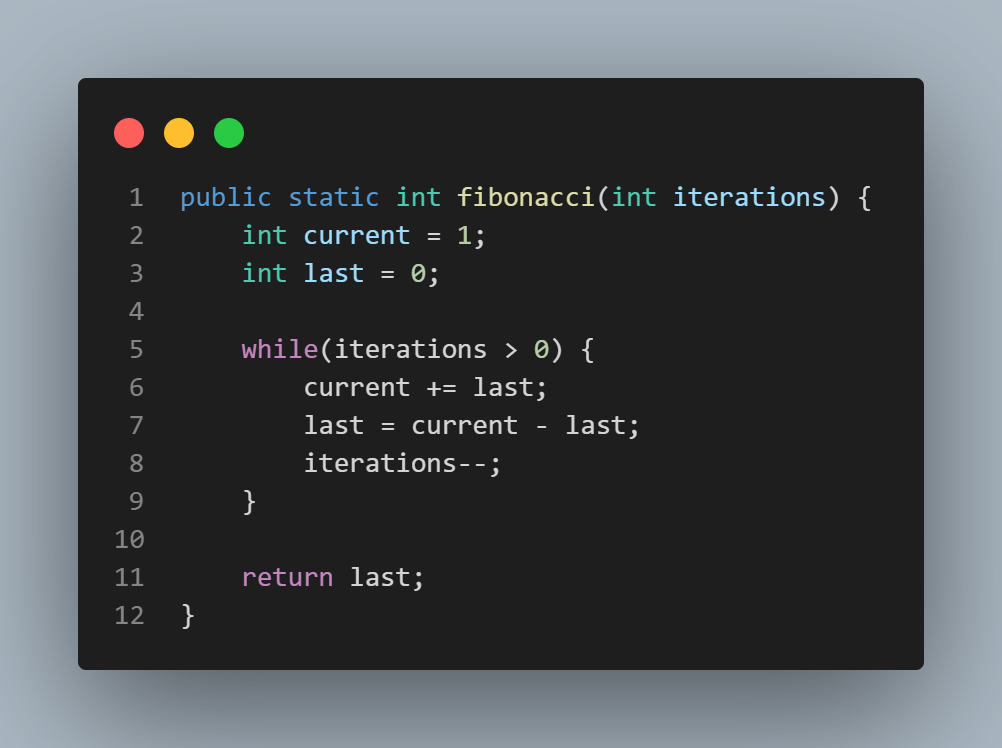 1 public static int fibonacci(int iterations) {
2     int current = 1;
3     int last = 0;
4
5     while(iterations > 0) {
6         current += last;
7         last = current - last;
8         iterations--;
9     }
10
11     return last;
12 }